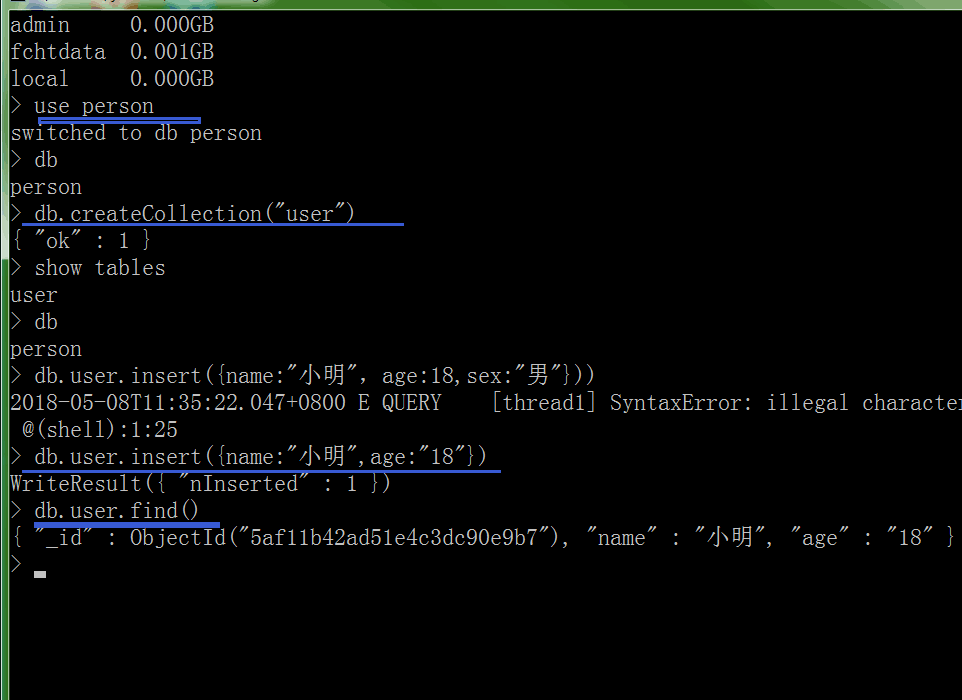 admin     0.000GB
fchtdata  0.001GB
local     0.000GB
> use person
switched to db person
> db
person
> db.createCollection("user")
{ "ok" : 1 }
> show tables
user
> db
person
> db.user.insert({name:"小明"，age:18,sex:"男"}))
2018-05-08T11:35:22.047+0800 E QUERY    [thread1] SyntaxError: illegal character
@(shell):1:25
> db.user.insert({name:"小明",age:"18"})
WriteResult({ "nInserted" : 1 })
> db.user.find()
{ "_id" : ObjectId("5af11b42ad51e4c3dc90e9b7"), "name" : "小明", "age" : "18" }
>